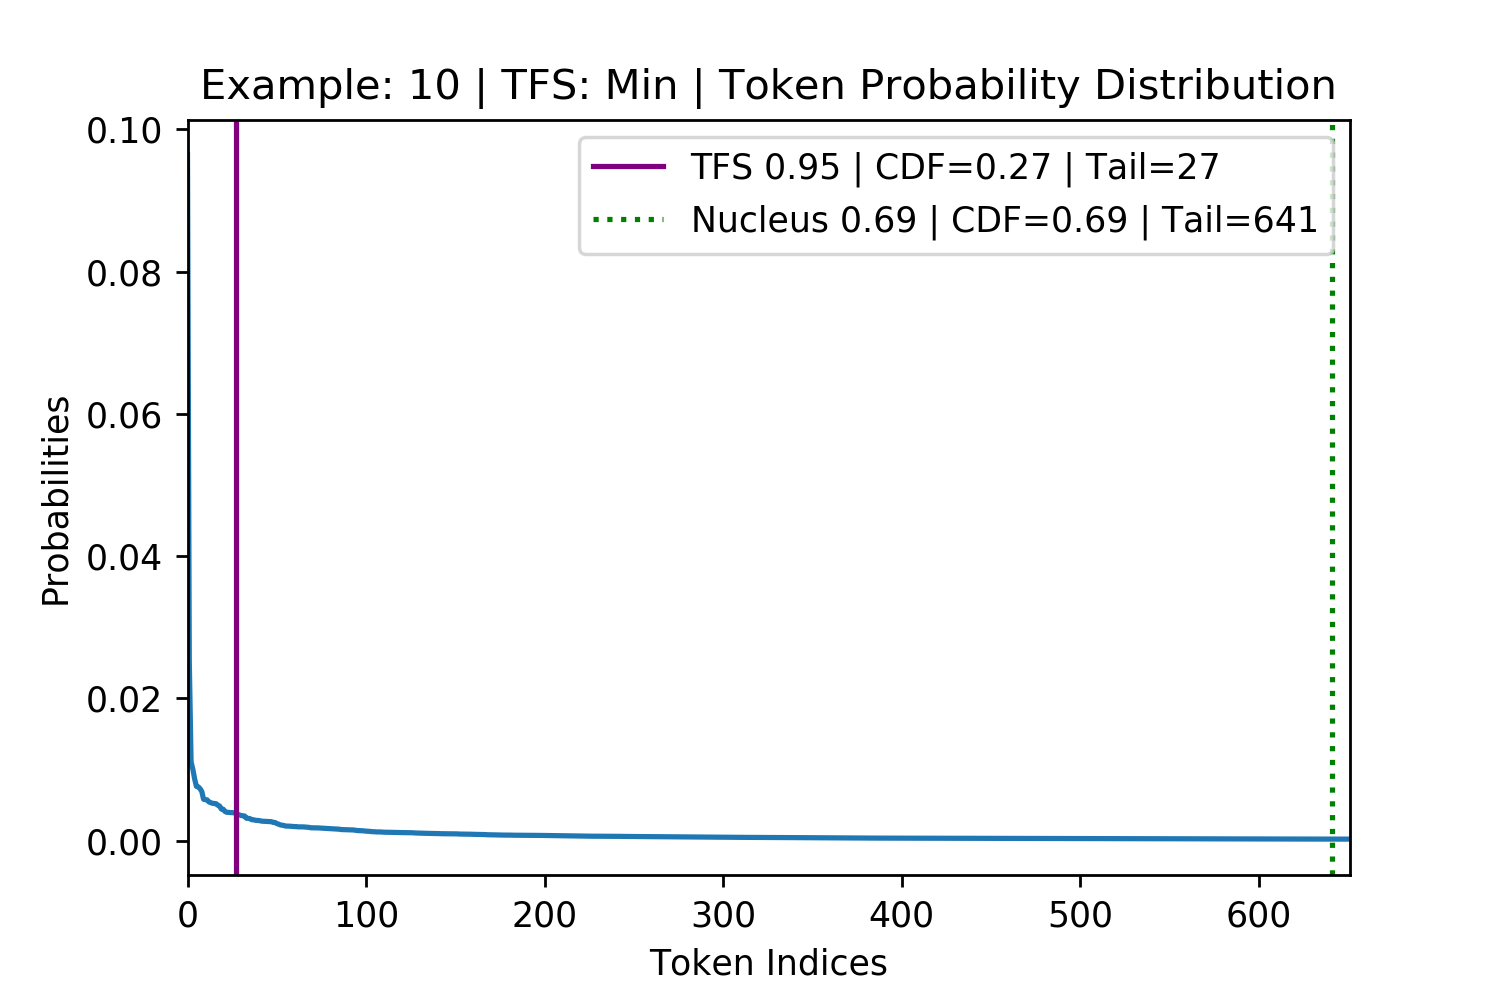 Example: 10 | TFS: Min | Token Probability Distribution
TFS 0.95 | CDF=0.27 | Tail=27
Nucleus 0.69 | CDF=0.69 | Tail=641
Probabilities
0.10
0.08
0.06
0.04
0.02
0.00
0 100 200 300 400 500 600
Token Indices